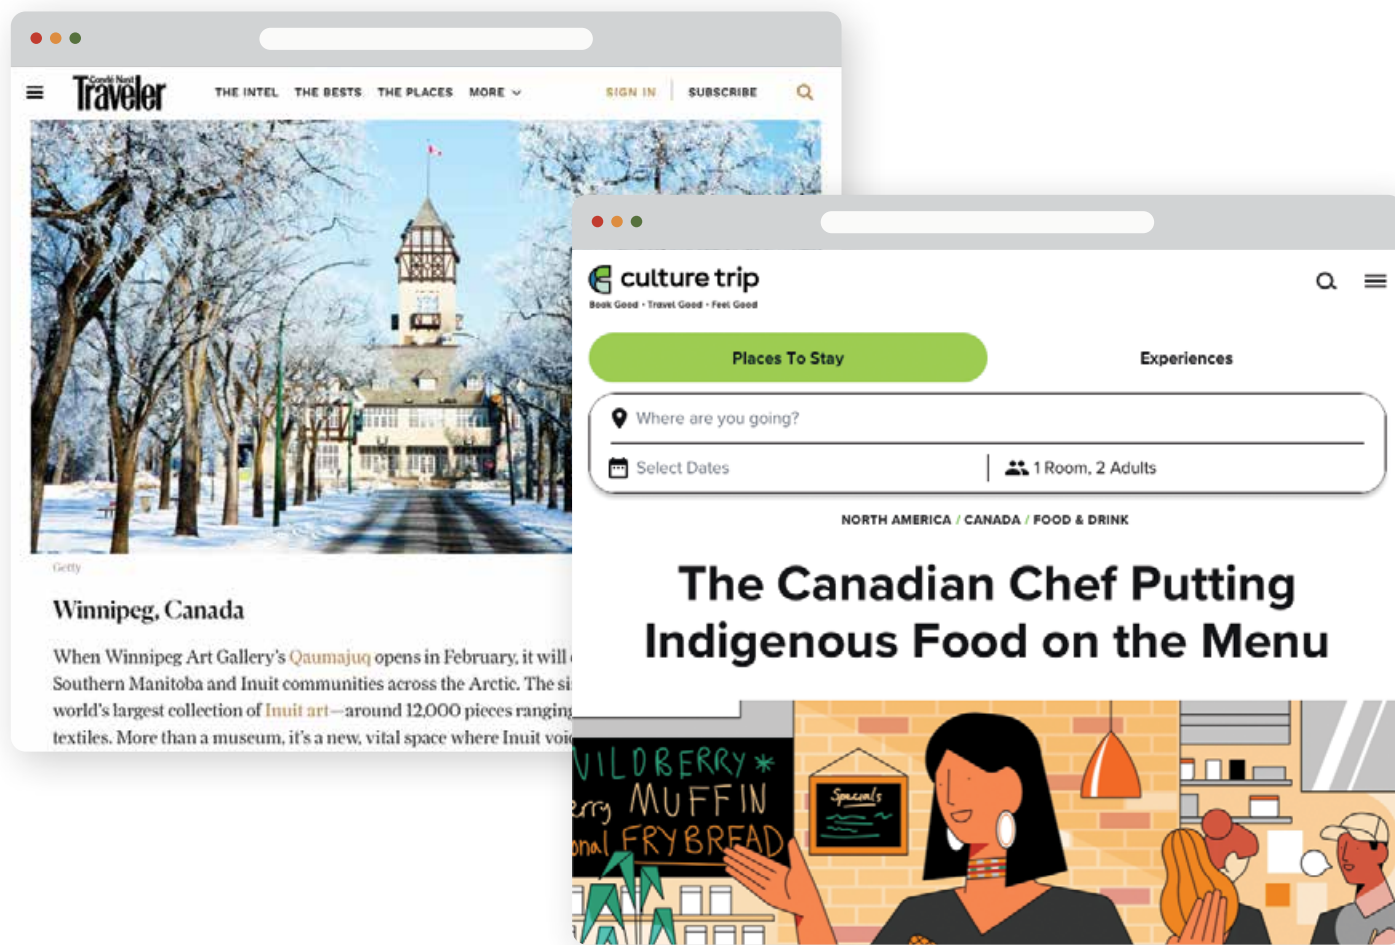 Condé Nast
Traveler
THE INTEL THE BESTS THE PLACES MORE
SIGN IN SUBSCRIBE
Getty
Winnipeg, Canada
When Winnipeg Art Gallery's Qaumajuq opens in February, it will
Southern Manitoba and Inuit communities across the Arctic. The
world's largest collection of Inuit art—around 12,000 pieces ranging
textiles. More than a museum, it's a new, vital space where Inuit
culture trip
Book Good • Travel Good • Feel Good
Places To Stay Experiences
Where are you going?
Select Dates 1 Room, 2 Adults
NORTH AMERICA / CANADA / FOOD & DRINK
The Canadian Chef Putting
Indigenous Food on the Menu
WILDBERRY *
MUFFIN
FRYBREAD
Specials